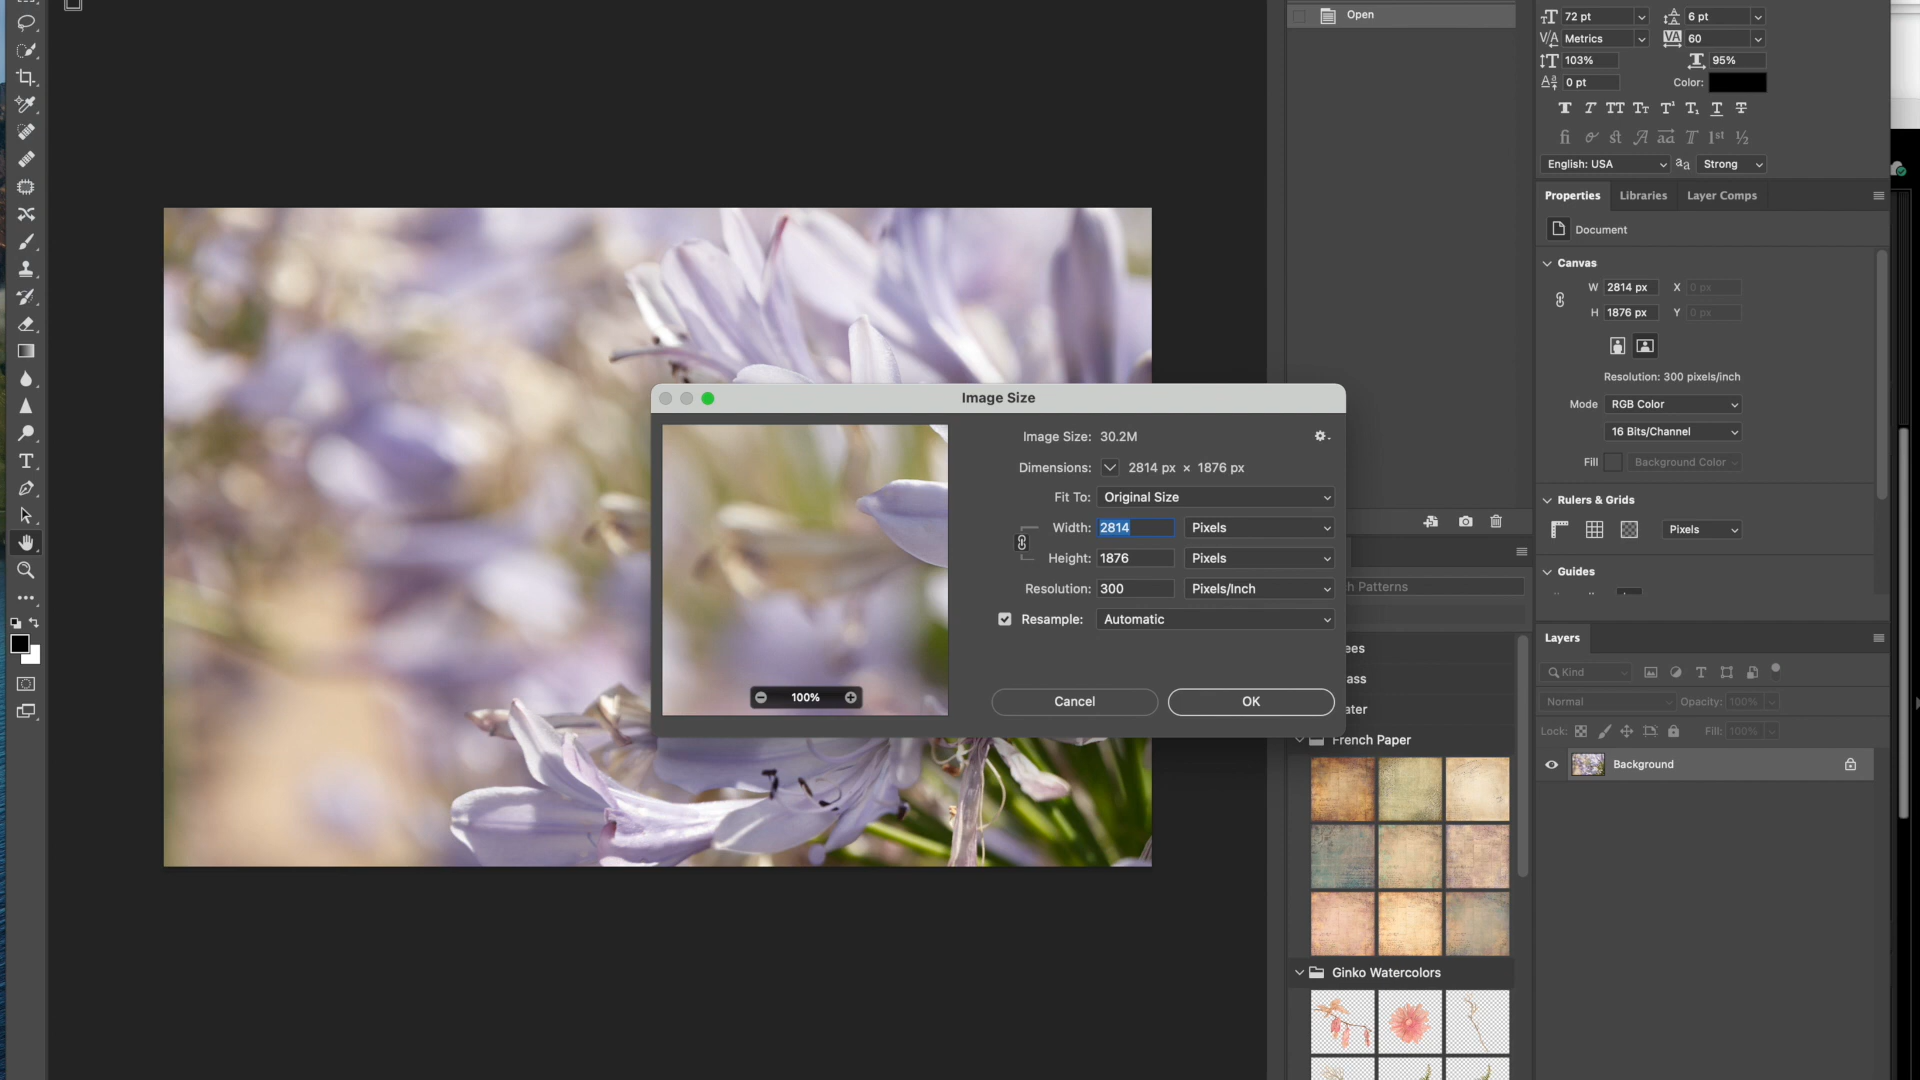 Open
72 pt
6 pt
Metrics
60
103%
95%
0 pt
Color:
English: USA
Strong
Properties
Libraries
Layer Comps
Document
Canvas
W 2814 px X 0 px
H 1876 px Y 0 px
Resolution: 300 pixels/inch
Mode RGB Color
16 Bits/Channel
Fill Background Color
Rulers & Grids
Pixels
Guides
Image Size
Image Size: 30.2M
Dimensions: 2814 px × 1876 px
Fit To: Original Size
Width: 2814 Pixels
Height: 1876 Pixels
Resolution: 300 Pixels/Inch
Resample: Automatic
100%
Cancel
OK
h Patterns
ees
ass
ater
French Paper
Ginko Watercolors
Layers
Kind
Normal
Opacity: 100%
Lock:
Fill: 100%
Background